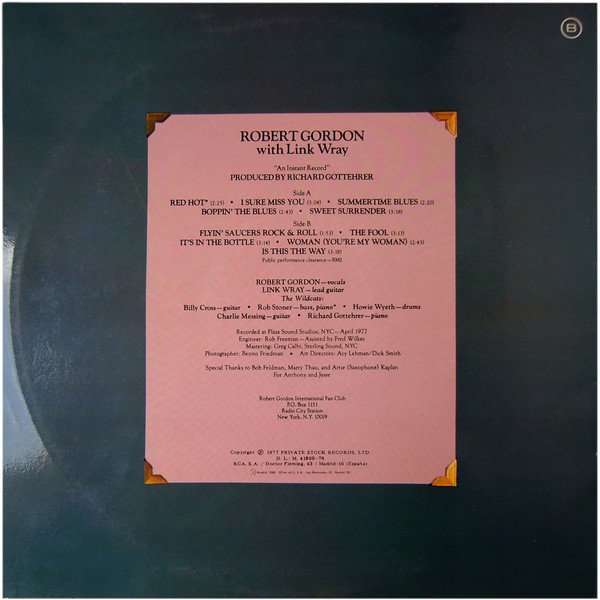 B
ROBERT GORDON
with Link Wray
"An Instant Record"
PRODUCED BY RICHARD GOTTEHRER
Side A
RED HOT* (2:25) • I SURE MISS YOU (3:04) • SUMMERTIME BLUES (2:20)
BOPPIN' THE BLUES (2:43) • SWEET SURRENDER (3:38)
Side B
FLYIN' SAUCERS ROCK & ROLL (1:53) • THE FOOL (3:13)
IT'S IN THE BOTTLE (3:14) • WOMAN (YOU'RE MY WOMAN) (2:43)
IS THIS THE WAY (3:18)
Public performance clearance—BMI
ROBERT GORDON—vocals
LINK WRAY—lead guitar
The Wildcats:
Billy Cross—guitar • Rob Stoner—bass, piano* • Howie Wyeth—drums
Charlie Messing—guitar • Richard Gottehrer—piano
Recorded at Plaza Sound Studios, NYC—April 1977
Engineer: Rob Freeman—Assisted by Fred Wilkes
Mastering: Greg Calbi, Sterling Sound, NYC
Photographer: Benno Friedman • Art Directors: Acy Lehman/Dick Smith
Special Thanks to Bob Feldman, Marty Thau, and Artie (Saxophone) Kaplan
For Anthony and Jesse
Robert Gordon International Fan Club
P.O. Box 1151
Radio City Station
New York, N.Y. 10019
Copyright Ⓟ 1977 PRIVATE STOCK RECORDS, LTD.
D. L. - M. 41809 - 79
RCA, S. A. / Doctor Fleming, 43 / Madrid-16 (España)